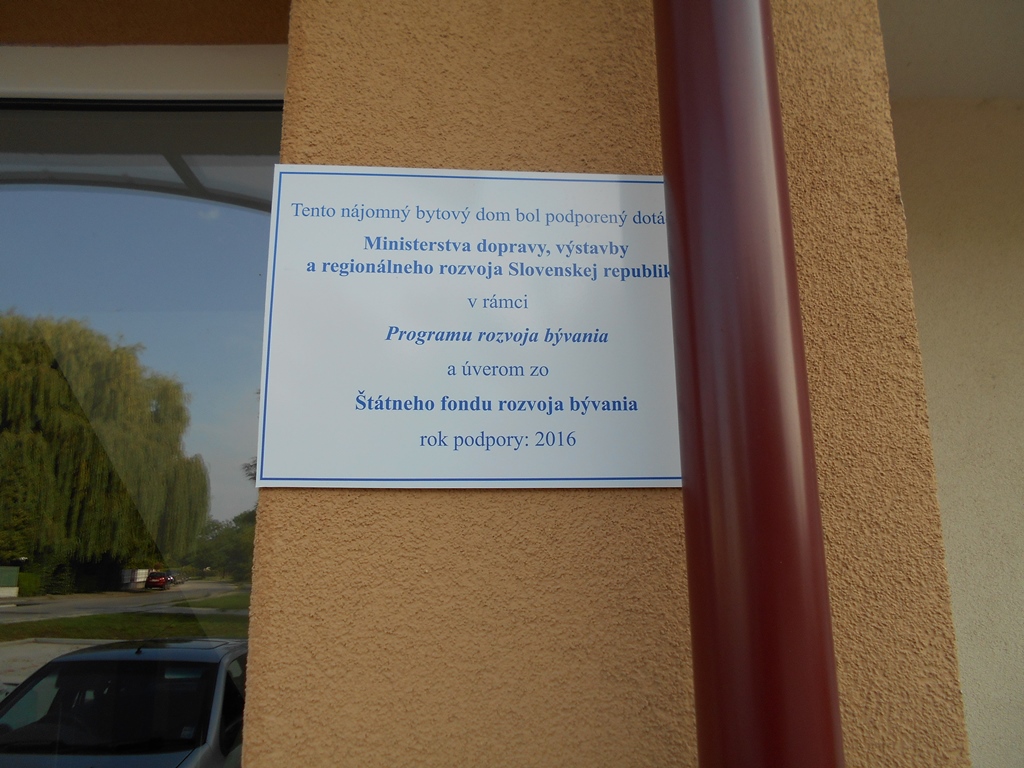 Tento nájomný bytový dom bol podporený dotá
Ministerstva dopravy, výstavby
a regionálneho rozvoja Slovenskej republik
v rámci
Programu rozvoja bývania
a úverom zo
Štátneho fondu rozvoja bývania
rok podpory: 2016